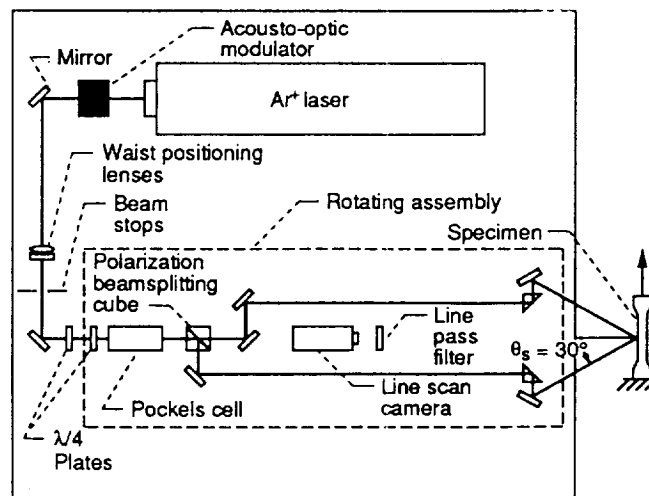 Acousto-optic
modulator
Mirror
Ar⁺ laser
Waist positioning
lenses
Beam
stops
Rotating assembly
Specimen
Polarization
beamsplitting
cube
Line
pass
filter
θs = 30°
Line scan
camera
Pockels cell
λ/4
Plates